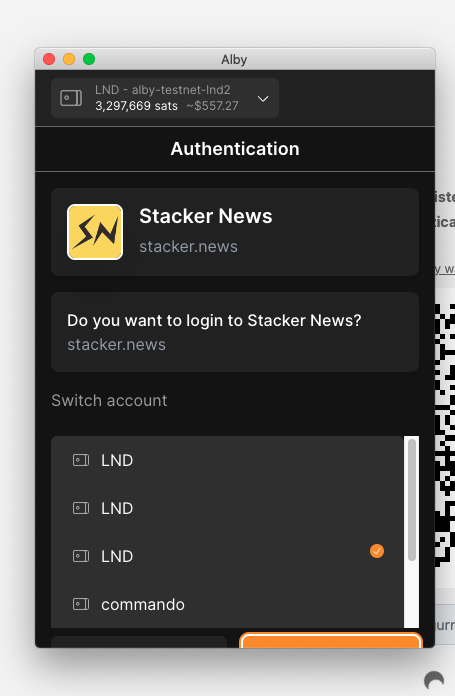 Alby
LND - alby-testnet-lnd2
3,297,669 sats ~$557.27
Authentication
SN
Stacker News
stacker.news
Do you want to login to Stacker News?
stacker.news
Switch account
LND
LND
LND
commando